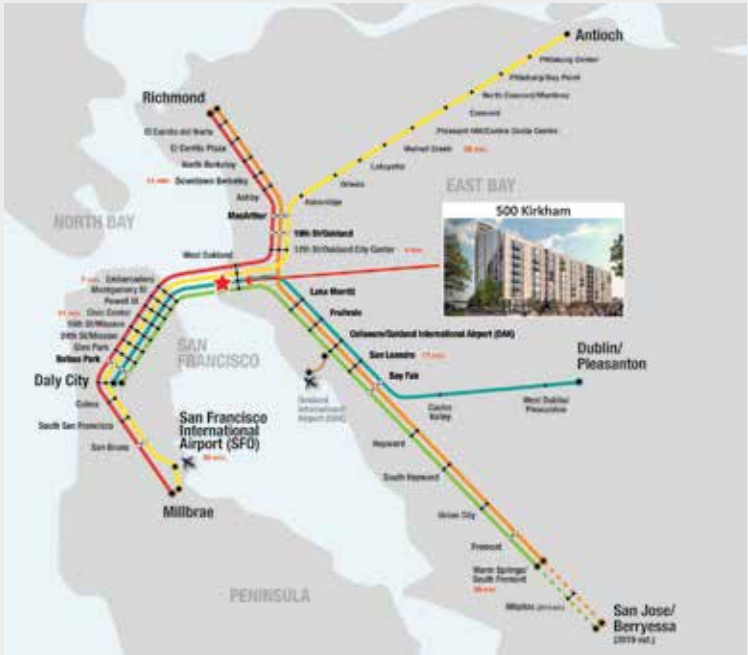 Antioch
Pittsburg Center
Pittsburg/Bay Point
North Concord/Martinez
Concord
Pleasant Hill/Contra Costa Centre
Walnut Creek
Lafayette
Orinda
Rockridge
Richmond
El Cerrito del Norte
El Cerrito Plaza
North Berkeley
Downtown Berkeley
Ashby
MacArthur
19th St/Oakland
12th St/Oakland City Center
EAST BAY
500 Kirkham
NORTH BAY
West Oakland
Embarcadero
Montgomery St
Powell St
Civic Center
16th St/Mission
24th St/Mission
Glen Park
Balboa Park
Daly City
SAN
FRANCISCO
Lake Merritt
Fruitvale
Coliseum/Oakland International Airport (OAK)
San Leandro
Bay Fair
Oakland
International
Airport (OAK)
Dublin/
Pleasanton
Castro
Valley
West Dublin/
Pleasanton
Colma
South San Francisco
San Bruno
San Francisco
International
Airport (SFO)
Millbrae
Hayward
South Hayward
Union City
Fremont
Warm Springs/
South Fremont
Milpitas
PENINSULA
San Jose/
Berryessa